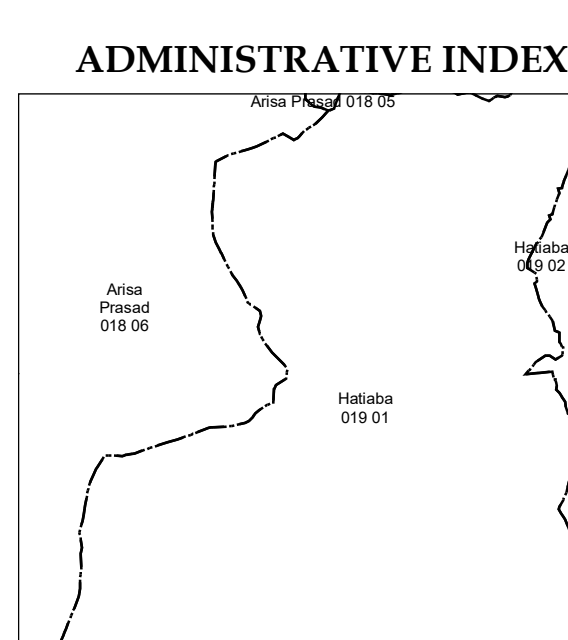 ADMINISTRATIVE INDEX
Arisa Prasad 018 05
Hatiaba
019 02
Arisa
Prasad
018 06
Hatiaba
019 01